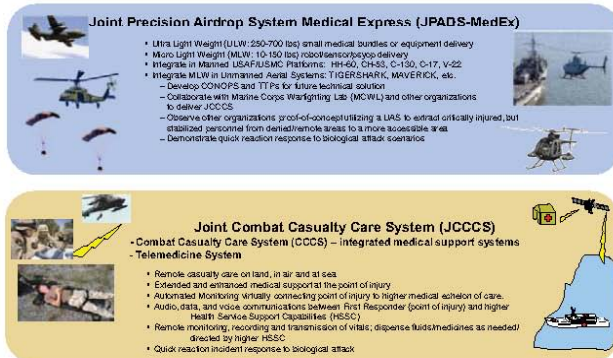 Joint Precision Airdrop System Medical Express (JPADS-MedEx)
• Ultra Light Weight (ULW: 250-700 lbs) small medical bundles or equipment delivery
• Micro Light Weight (MLW: 10-150 lbs) robot/sensor/psyop delivery
• Integrate in Manned USAF/USMC Platforms: HH-60, CH-53, C-130, C-17, V-22
• Integrate MLW in Unmanned Aerial Systems: TIGERSHARK, MAVERICK, etc.
– Develop CONOPS and TTPs for future technical solution
– Collaborate with Marine Corps Warfighting Lab (MCWL) and other organizations
to deliver JCCCS
– Observe other organizations proof-of-concept utilizing a UAS to extract critically injured, but
stabilized personnel from denied/remote areas to a more accessible area
– Demonstrate quick reaction response to biological attack scenarios
Joint Combat Casualty Care System (JCCCS)
- Combat Casualty Care System (CCCS) – integrated medical support systems
- Telemedicine System
• Remote casualty care on land, in air and at sea
• Extended and enhanced medical support at the point of injury
• Automated Monitoring virtually connecting point of injury to higher medical echelon of care.
• Audio, data, and voice communications between First Responder (point of injury) and higher
Health Service Support Capabilities (HSSC)
• Remote monitoring, recording and transmission of vitals; dispense fluids/medicines as needed/
directed by higher HSSC
• Quick reaction incident response to biological attack